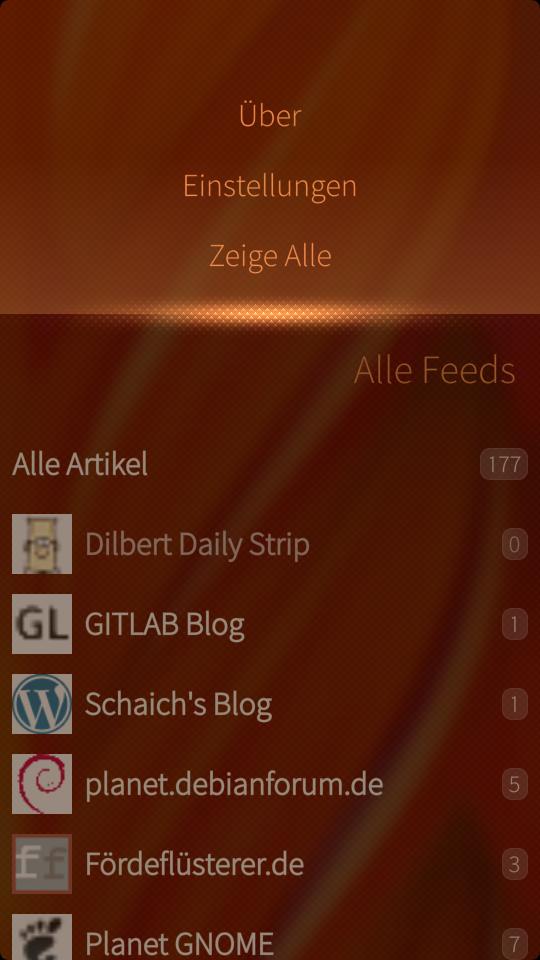 Über
Einstellungen
Zeige Alle
Alle Feeds
Alle Artikel 177
Dilbert Daily Strip 0
GL GITLAB Blog 1
Schaich's Blog 1
planet.debianforum.de 5
ff Fördeflüsterer.de 3
Planet GNOME 7